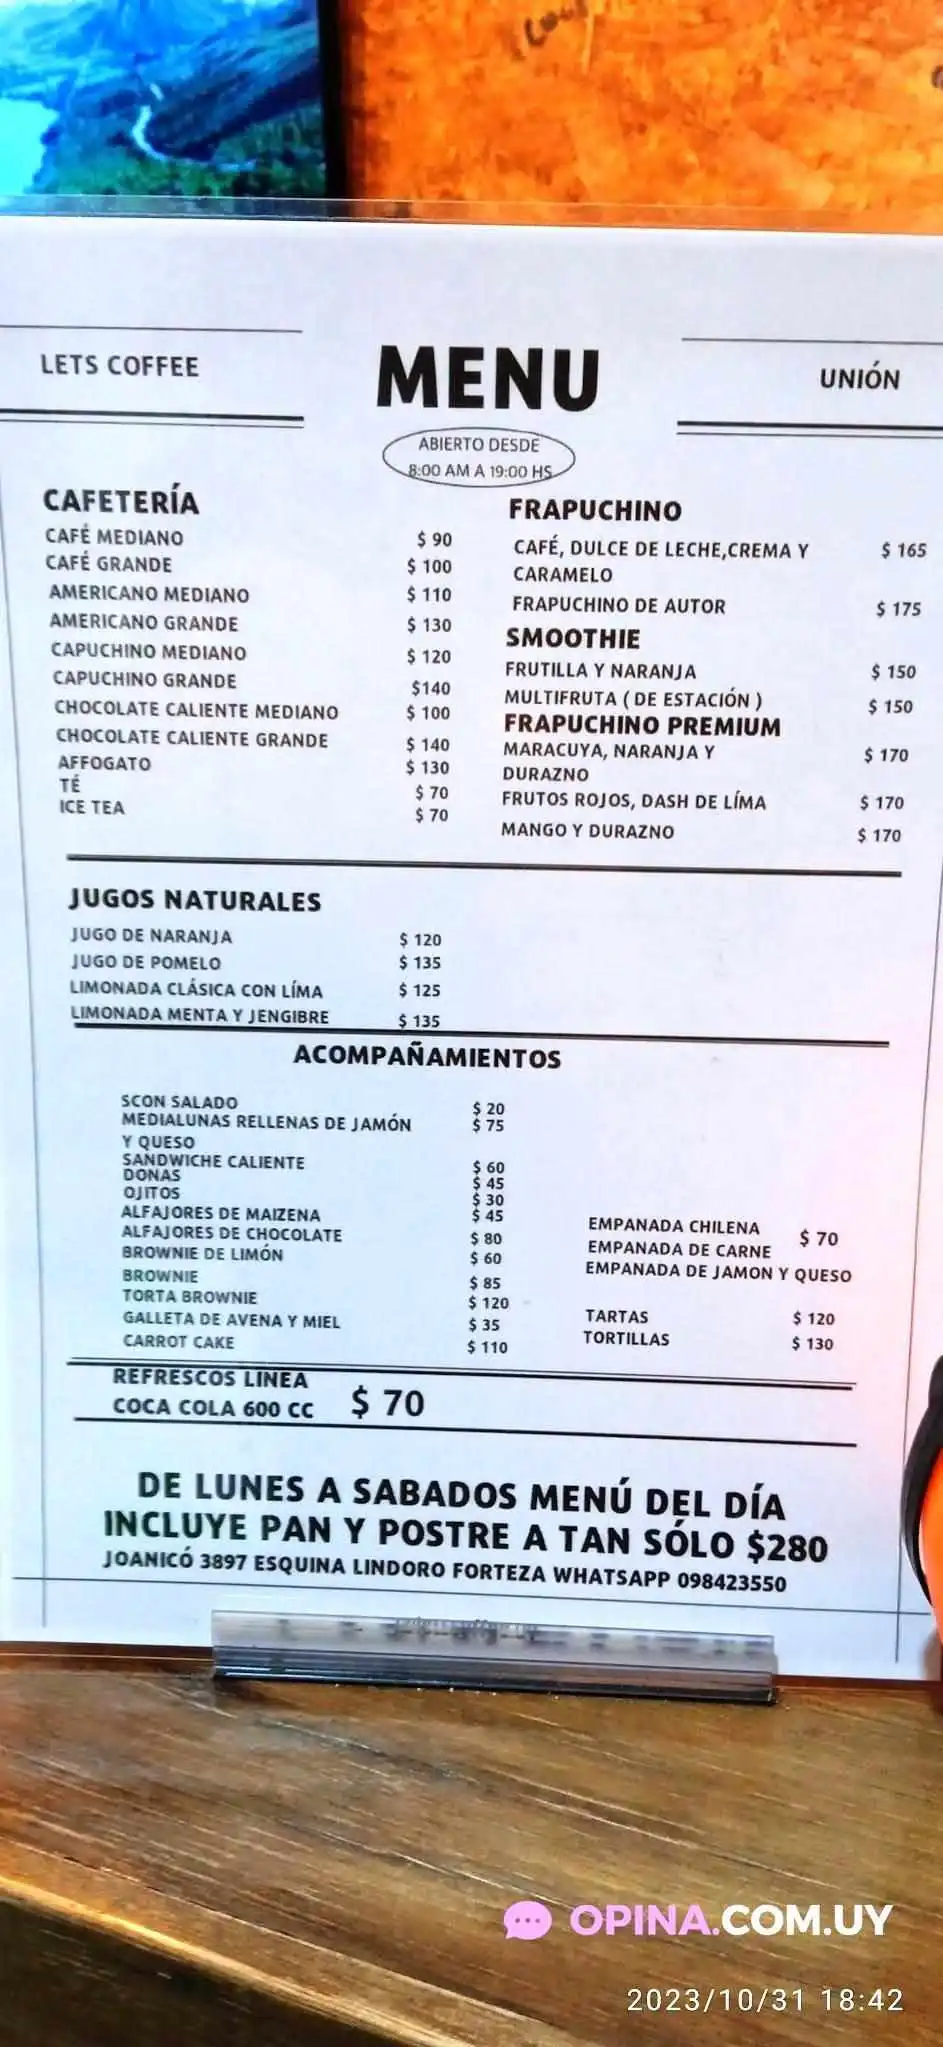 LETS COFFEE
MENU
UNIÓN
ABIERTO DESDE
8:00 AM A 19:00 HS
CAFETERÍA
CAFÉ MEDIANO $ 90
CAFÉ GRANDE $ 100
AMERICANO MEDIANO $ 110
AMERICANO GRANDE $ 130
CAPUCHINO MEDIANO $ 120
CAPUCHINO GRANDE $140
CHOCOLATE CALIENTE MEDIANO $ 100
CHOCOLATE CALIENTE GRANDE $ 140
AFFOGATO $ 130
TÉ $ 70
ICE TEA $ 70
FRAPUCHINO
CAFÉ, DULCE DE LECHE,CREMA Y $ 165
CARAMELO
FRAPUCHINO DE AUTOR $ 175
SMOOTHIE
FRUTILLA Y NARANJA $ 150
MULTIFRUTA ( DE ESTACIÓN ) $ 150
FRAPUCHINO PREMIUM
MARACUYA, NARANJA Y $ 170
DURAZNO
FRUTOS ROJOS, DASH DE LÍMA $ 170
MANGO Y DURAZNO $ 170
JUGOS NATURALES
JUGO DE NARANJA $ 120
JUGO DE POMELO $ 135
LIMONADA CLÁSICA CON LÍMA $ 125
LIMONADA MENTA Y JENGIBRE $ 135
ACOMPAÑAMIENTOS
SCON SALADO $ 20
MEDIALUNAS RELLENAS DE JAMÓN $ 75
Y QUESO
SANDWICHE CALIENTE $ 60
DONAS $ 45
OJITOS $ 30
ALFAJORES DE MAIZENA $ 45
ALFAJORES DE CHOCOLATE $ 80
BROWNIE DE LIMÓN $ 60
BROWNIE $ 85
TORTA BROWNIE $ 120
GALLETA DE AVENA Y MIEL $ 35
CARROT CAKE $ 110
EMPANADA CHILENA $ 70
EMPANADA DE CARNE
EMPANADA DE JAMON Y QUESO
TARTAS $ 120
TORTILLAS $ 130
REFRESCOS LINEA
COCA COLA 600 CC $ 70
DE LUNES A SABADOS MENÚ DEL DÍA
INCLUYE PAN Y POSTRE A TAN SÓLO $280
JOANICÓ 3897 ESQUINA LINDORO FORTEZA WHATSAPP 098423550
OPINA.COM.UY
2023/10/31 18:42